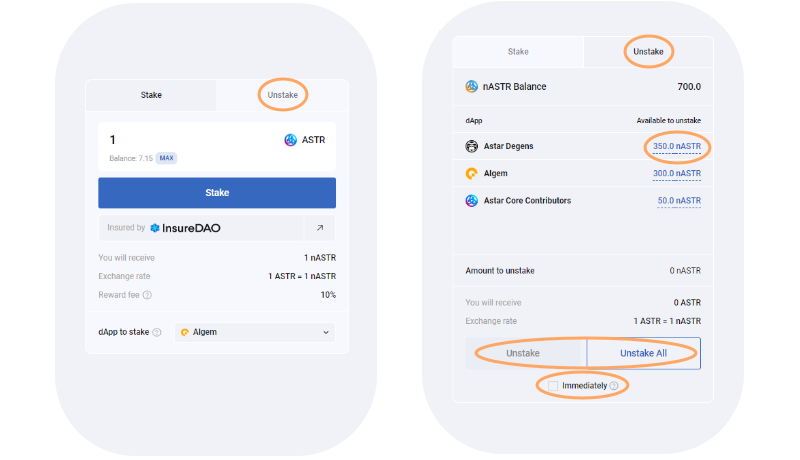 Stake Unstake
1 ASTR
Balance: 7.15 MAX
Stake
Insured by InsureDAO
You will receive 1 nASTR
Exchange rate 1 ASTR = 1 nASTR
Reward fee ? 10%
dApp to stake ? Algem
Stake Unstake
nASTR Balance 700.0
dApp Available to unstake
Astar Degens 350.0 nASTR
Algem 300.0 nASTR
Astar Core Contributors 50.0 nASTR
Amount to unstake 0 nASTR
You will receive 0 ASTR
Exchange rate 1 ASTR = 1 nASTR
Unstake Unstake All
Immediately ?